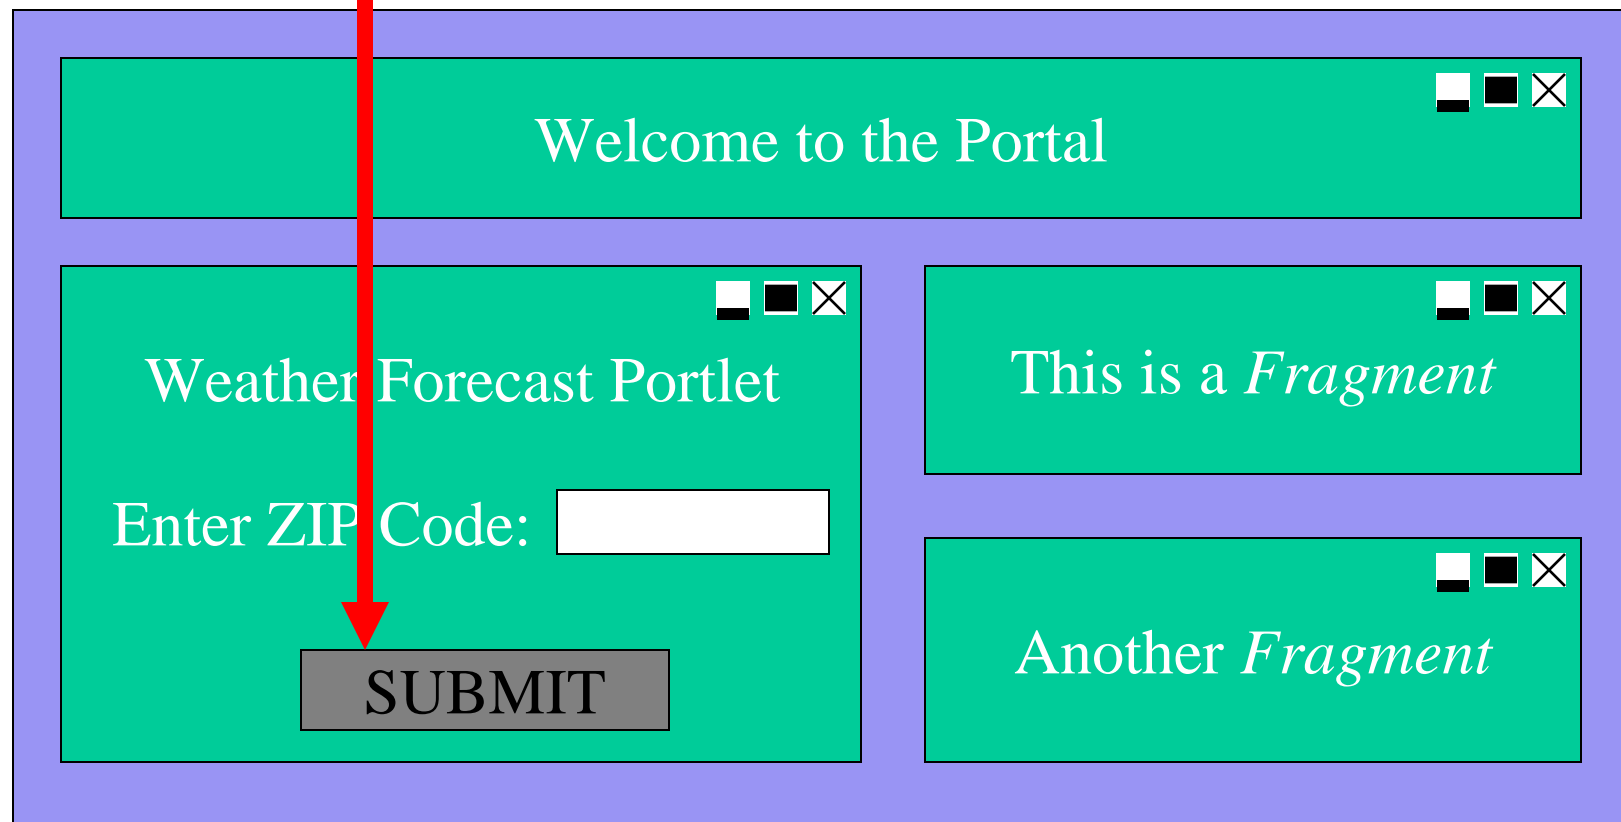 Welcome to the Portal
Weather Forecast Portlet
Enter ZIP Code:
SUBMIT
This is a Fragment
Another Fragment